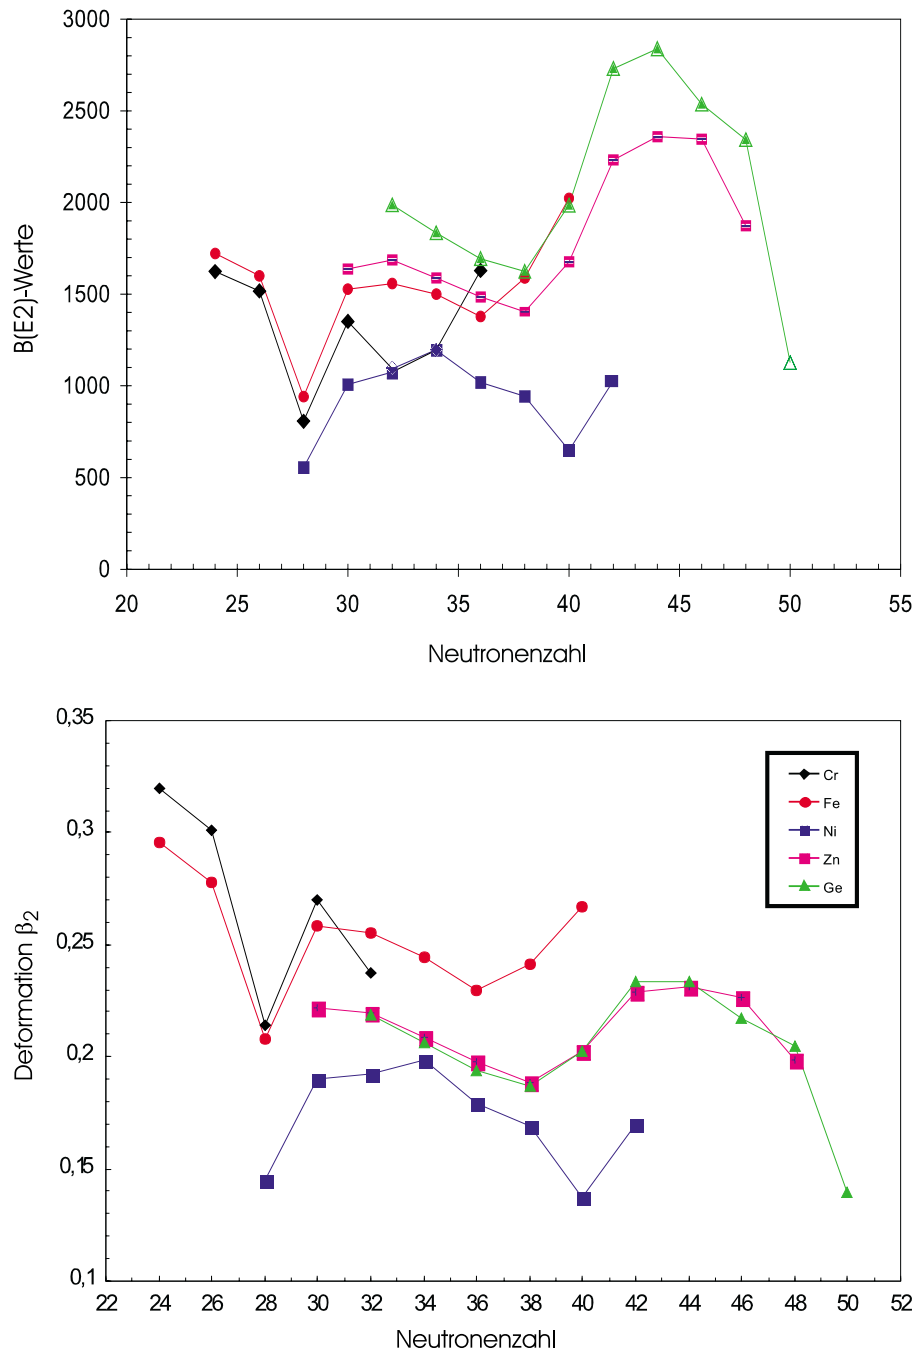 3000
2500
2000
1500
1000
500
0
B(E2)-Werte
20 25 30 35 40 45 50 55
Neutronenzahl
0,35
0,3
0,25
0,2
0,15
0,1
Deformation β2
Cr
Fe
Ni
Zn
Ge
22 24 26 28 30 32 34 36 38 40 42 44 46 48 50 52
Neutronenzahl